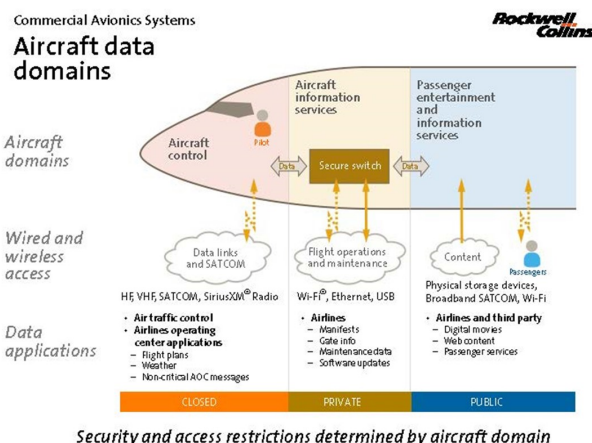 Commercial Avionics Systems
Rockwell
Collins
Aircraft data
domains
Aircraft
domains
Aircraft
control
Pilot
Aircraft
information
services
Passenger
entertainment
and
information
services
Data
Secure switch
Data
Wired and
wireless
access
Data links
and SATCOM
Flight operations
and maintenance
Content
Passengers
HF, VHF, SATCOM, SiriusXM® Radio
Wi-Fi®, Ethernet, USB
Physical storage devices,
Broadband SATCOM, Wi-Fi
Data
applications
• Air traffic control
• Airlines operating
center applications
– Flight plans
– Weather
– Non-critical AOC messages
• Airlines
– Manifests
– Gate info
– Maintenance data
– Software updates
• Airlines and third party
– Digital movies
– Web content
– Passenger services
CLOSED
PRIVATE
PUBLIC
Security and access restrictions determined by aircraft domain